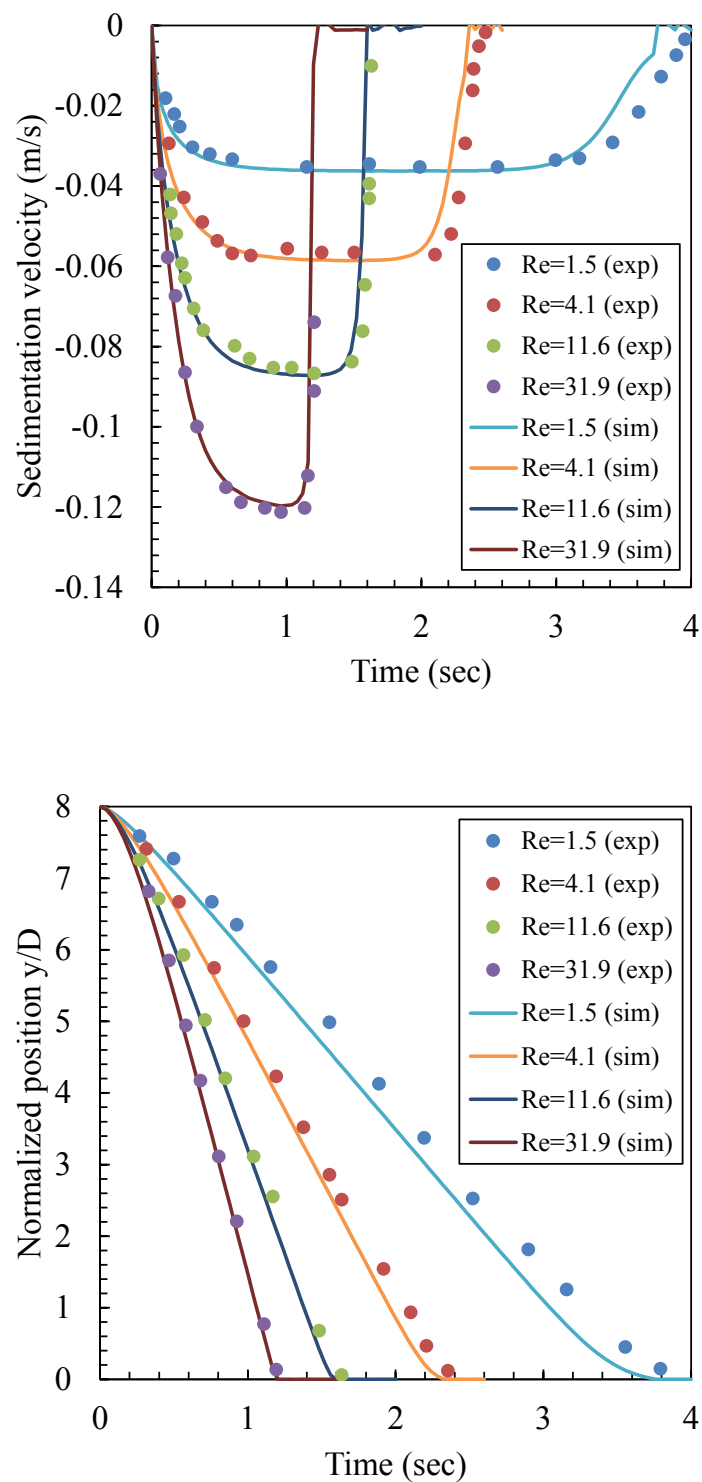 0
-0.02
-0.04
-0.06
-0.08
-0.1
-0.12
-0.14
Sedimentation velocity (m/s)
0 1 2 3 4
Time (sec)
Re=1.5 (exp)
Re=4.1 (exp)
Re=11.6 (exp)
Re=31.9 (exp)
Re=1.5 (sim)
Re=4.1 (sim)
Re=11.6 (sim)
Re=31.9 (sim)
8
7
6
5
4
3
2
1
0
Normalized position y/D
0 1 2 3 4
Time (sec)
Re=1.5 (exp)
Re=4.1 (exp)
Re=11.6 (exp)
Re=31.9 (exp)
Re=1.5 (sim)
Re=4.1 (sim)
Re=11.6 (sim)
Re=31.9 (sim)